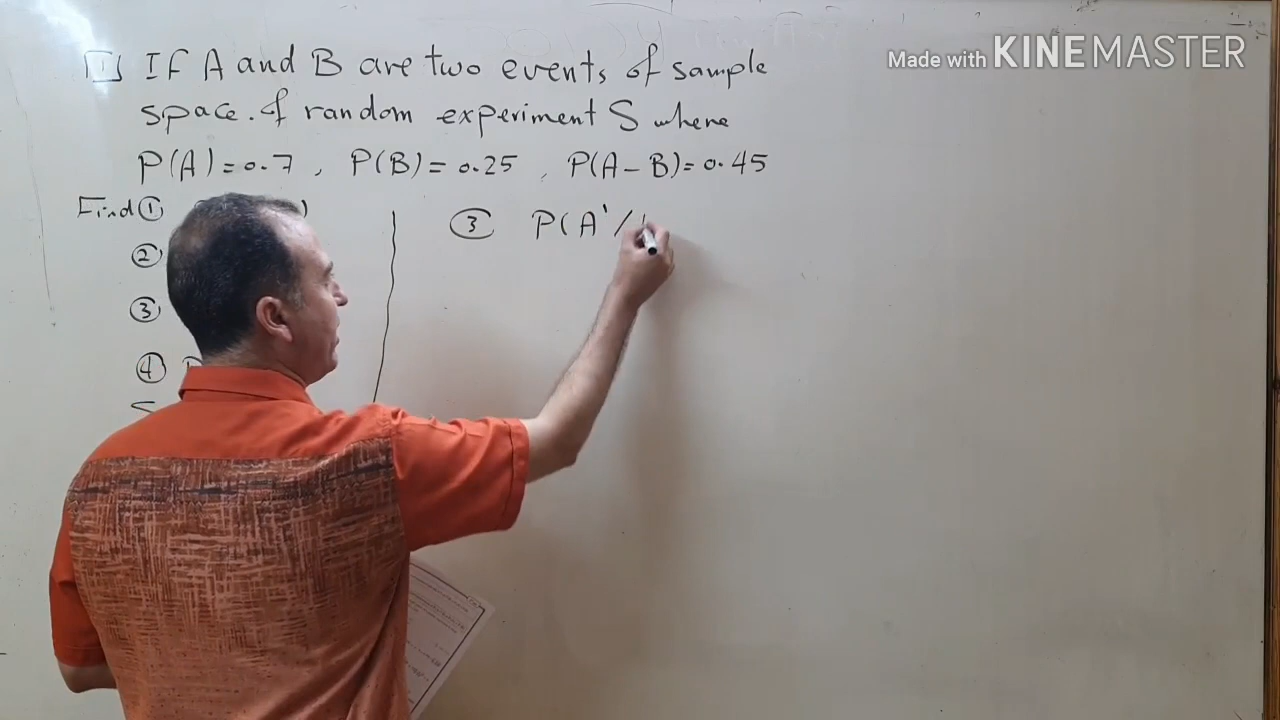 Made with KINEMASTER
1 If A and B are two events of sample
space of random experiment S where
P(A) = 0.7 , P(B) = 0.25 , P(A - B) = 0.45
Find ①
②
③
④
③ P(A' /